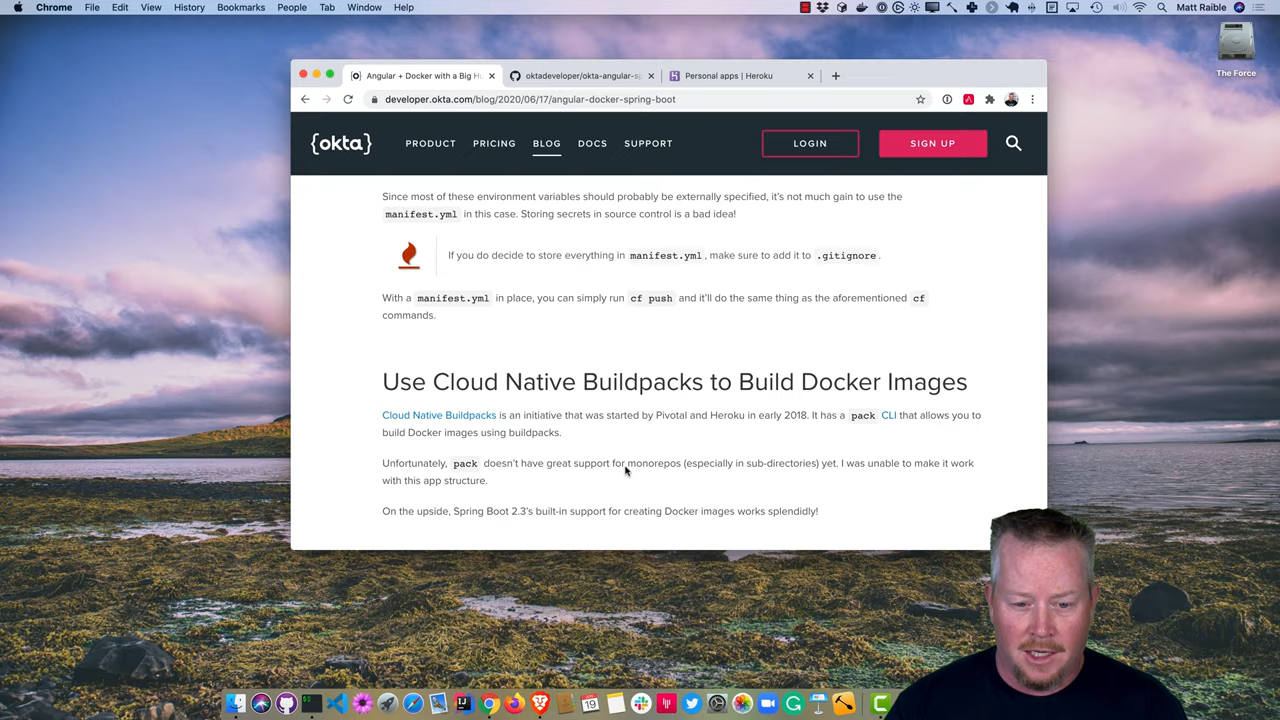 Chrome File Edit View History Bookmarks People Tab Window Help Matt Raible
The Force
Angular + Docker with a Big Hu oktadeveloper/okta-angular-sp Personal apps | Heroku
developer.okta.com/blog/2020/06/17/angular-docker-spring-boot
{okta} PRODUCT PRICING BLOG DOCS SUPPORT LOGIN SIGN UP
Since most of these environment variables should probably be externally specified, it's not much gain to use the
manifest.yml in this case. Storing secrets in source control is a bad idea!
If you do decide to store everything in manifest.yml, make sure to add it to .gitignore.
With a manifest.yml in place, you can simply run cf push and it'll do the same thing as the aforementioned cf
commands.
Use Cloud Native Buildpacks to Build Docker Images
Cloud Native Buildpacks is an initiative that was started by Pivotal and Heroku in early 2018. It has a pack CLI that allows you to
build Docker images using buildpacks.
Unfortunately, pack doesn't have great support for monorepos (especially in sub-directories) yet. I was unable to make it work
with this app structure.
On the upside, Spring Boot 2.3's built-in support for creating Docker images works splendidly!
19